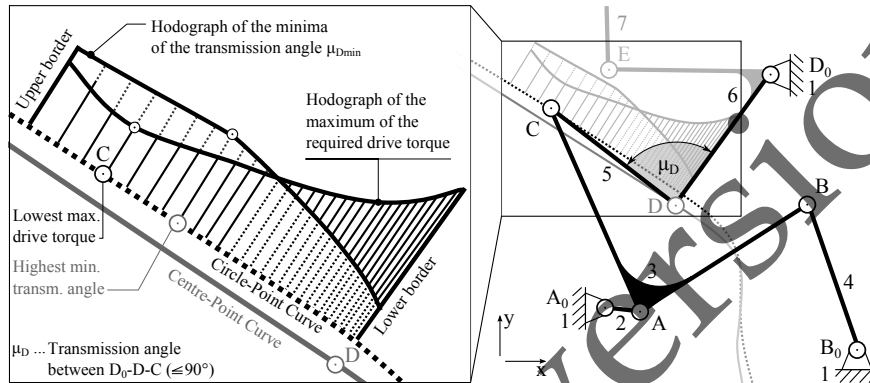 Hodograph of the minima
of the transmission angle μDmin
Upper border
Hodograph of the
maximum of the
required drive torque
C
Lowest max.
drive torque
Highest min.
transm. angle
Circle-Point Curve
Centre-Point Curve
Lower border
D
μD ... Transmission angle
between D0-D-C (≦90°)
7
E
D0
1
6
C
μD
5
D
B
3
4
A0
1
2
A
y
x
B0
1
version